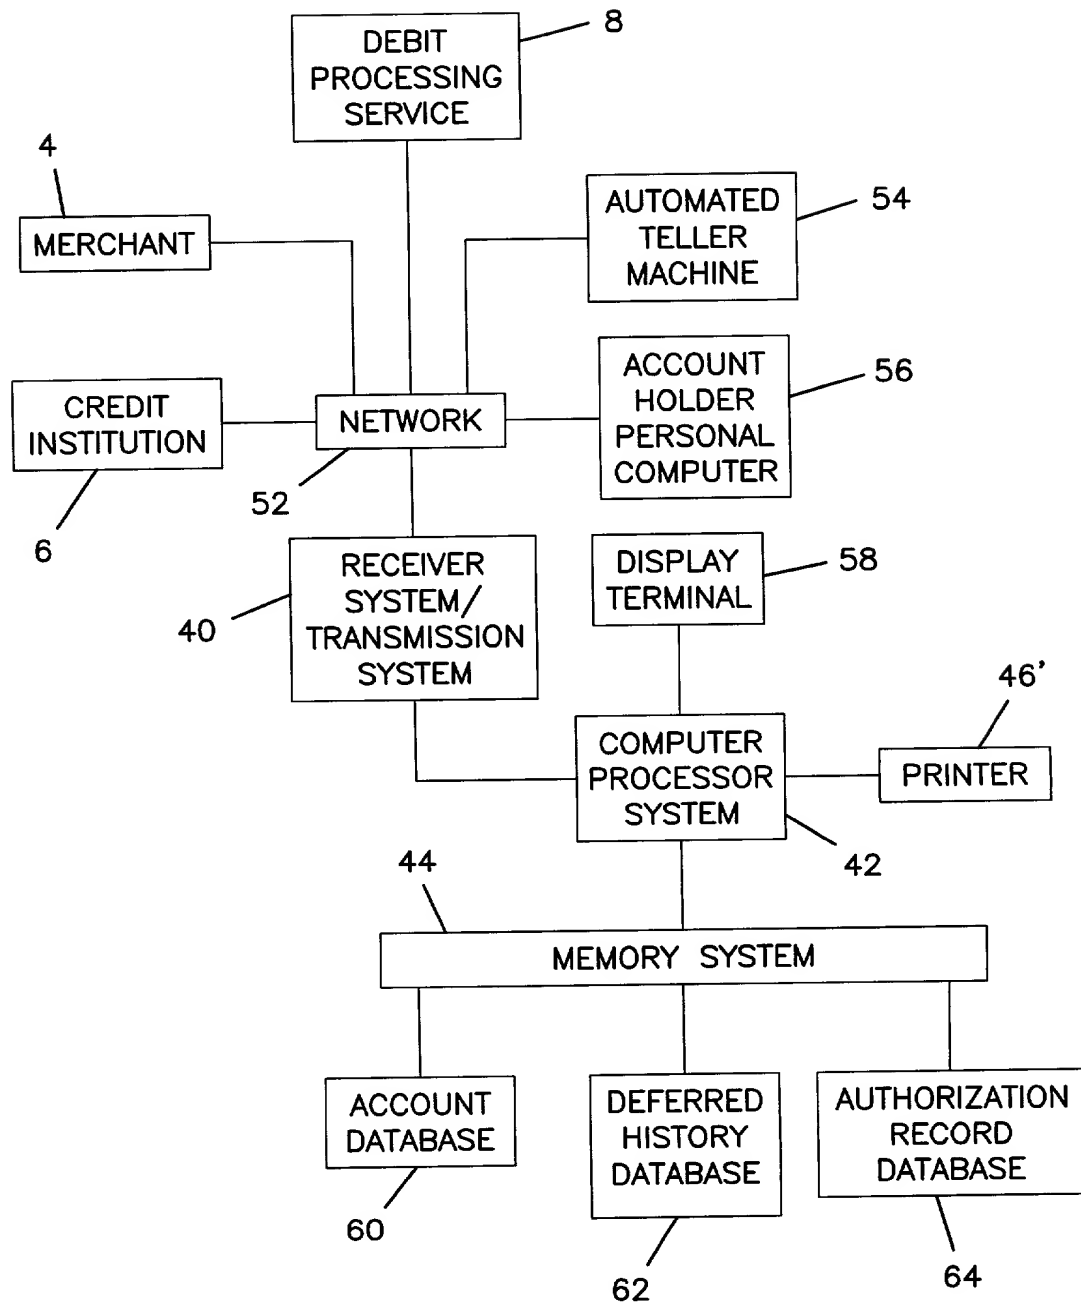 8
DEBIT
PROCESSING
SERVICE
4
MERCHANT
AUTOMATED
TELLER
MACHINE
54
CREDIT
INSTITUTION
6
NETWORK
52
ACCOUNT
HOLDER
PERSONAL
COMPUTER
56
RECEIVER
SYSTEM/
TRANSMISSION
SYSTEM
40
DISPLAY
TERMINAL
58
46’
COMPUTER
PROCESSOR
SYSTEM
PRINTER
42
44
MEMORY SYSTEM
ACCOUNT
DATABASE
60
DEFERRED
HISTORY
DATABASE
62
AUTHORIZATION
RECORD
DATABASE
64